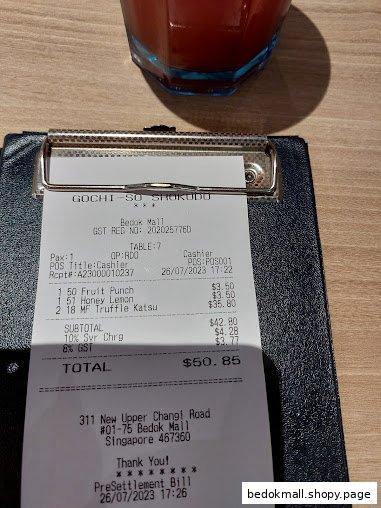 GOCHI-SO SHOKUDO
***
Bedok Mall
GST REG NO: 202025776D
TABLE:7
Pax:1 OP:RDO Cashier
POS Title:Cashier POS:POS001
Rcpt#:A23000010237 26/07/2023 17:22
1 50 Fruit Punch $3.50
1 51 Honey Lemon $3.50
2 18 MF Truffle Katsu $35.80
SUBTOTAL $42.80
10% Svr Chrg $4.28
8% GST $3.77
TOTAL $50.85
311 New Upper Changi Road
#01-75 Bedok Mall
Singapore 467360
Thank You!
********
PreSettlement Bill
26/07/2023 17:26
bedokmall.shopy.page